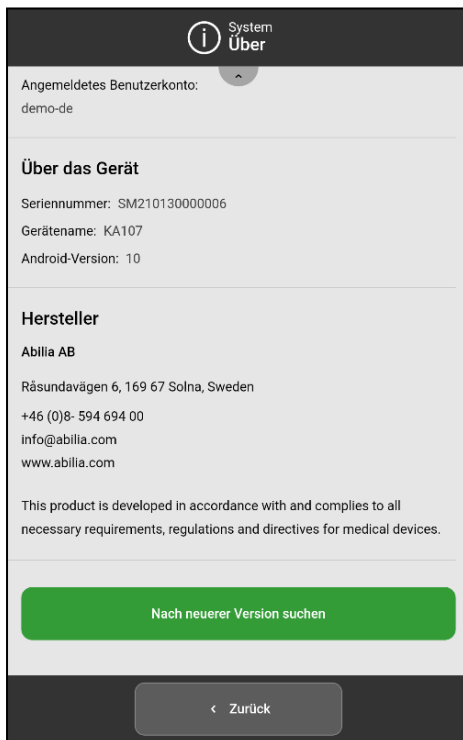 System
Über
Angemeldetes Benutzerkonto:
demo-de
Über das Gerät
Seriennummer: SM210130000006
Gerätename: KA107
Android-Version: 10
Hersteller
Abilia AB
Råsundavägen 6, 169 67 Solna, Sweden
+46 (0)8- 594 694 00
info@abilia.com
www.abilia.com
This product is developed in accordance with and complies to all
necessary requirements, regulations and directives for medical devices.
Nach neuerer Version suchen
Zurück